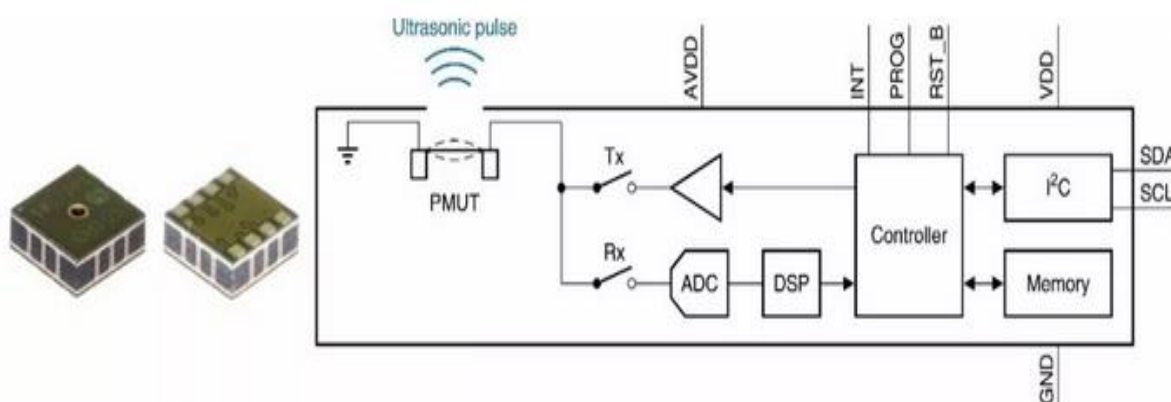 Ultrasonic pulse
AVDD
INT
PROG
RST_B
VDD
Tx
PMUT
I²C
SDA
SCL
Controller
Rx
ADC
DSP
Memory
GND